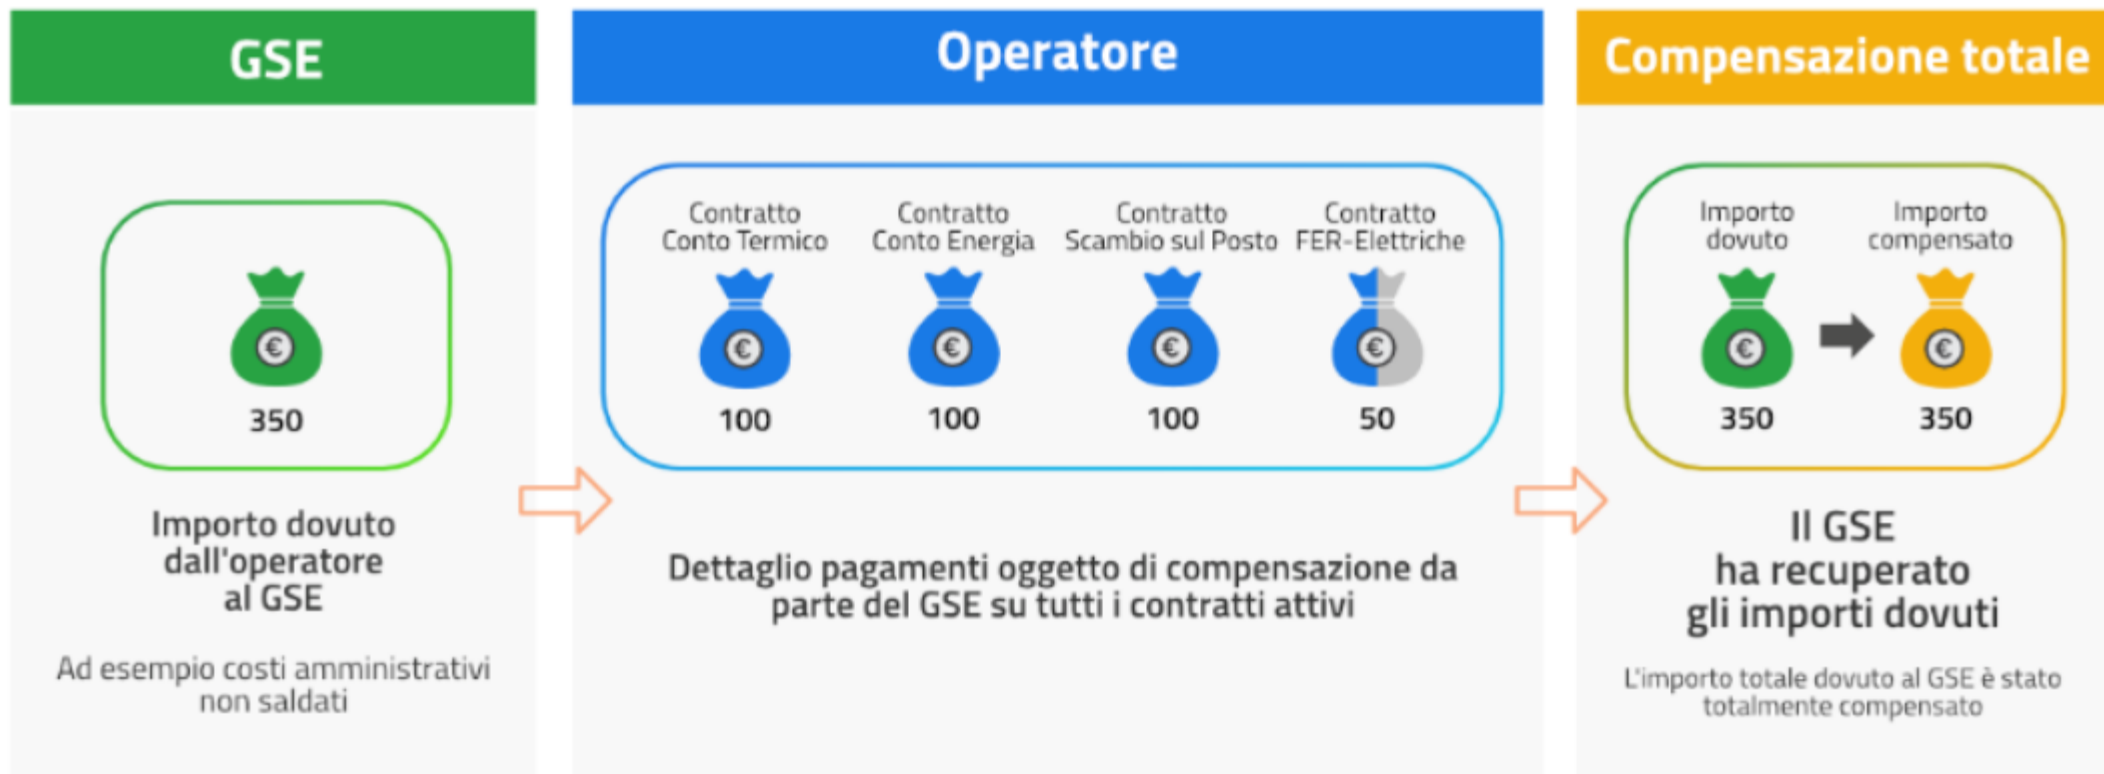 GSE
€
350
Importo dovuto
dall'operatore
al GSE
Ad esempio costi amministrativi
non saldati
Operatore
Contratto
Conto Termico
€
100
Contratto
Conto Energia
€
100
Contratto
Scambio sul Posto
€
100
Contratto
FER-Elettriche
€
50
Dettaglio pagamenti oggetto di compensazione da
parte del GSE su tutti i contratti attivi
Compensazione totale
Importo
dovuto
€
350
Importo
compensato
€
350
Il GSE
ha recuperato
gli importi dovuti
L'importo totale dovuto al GSE è stato
totalmente compensato